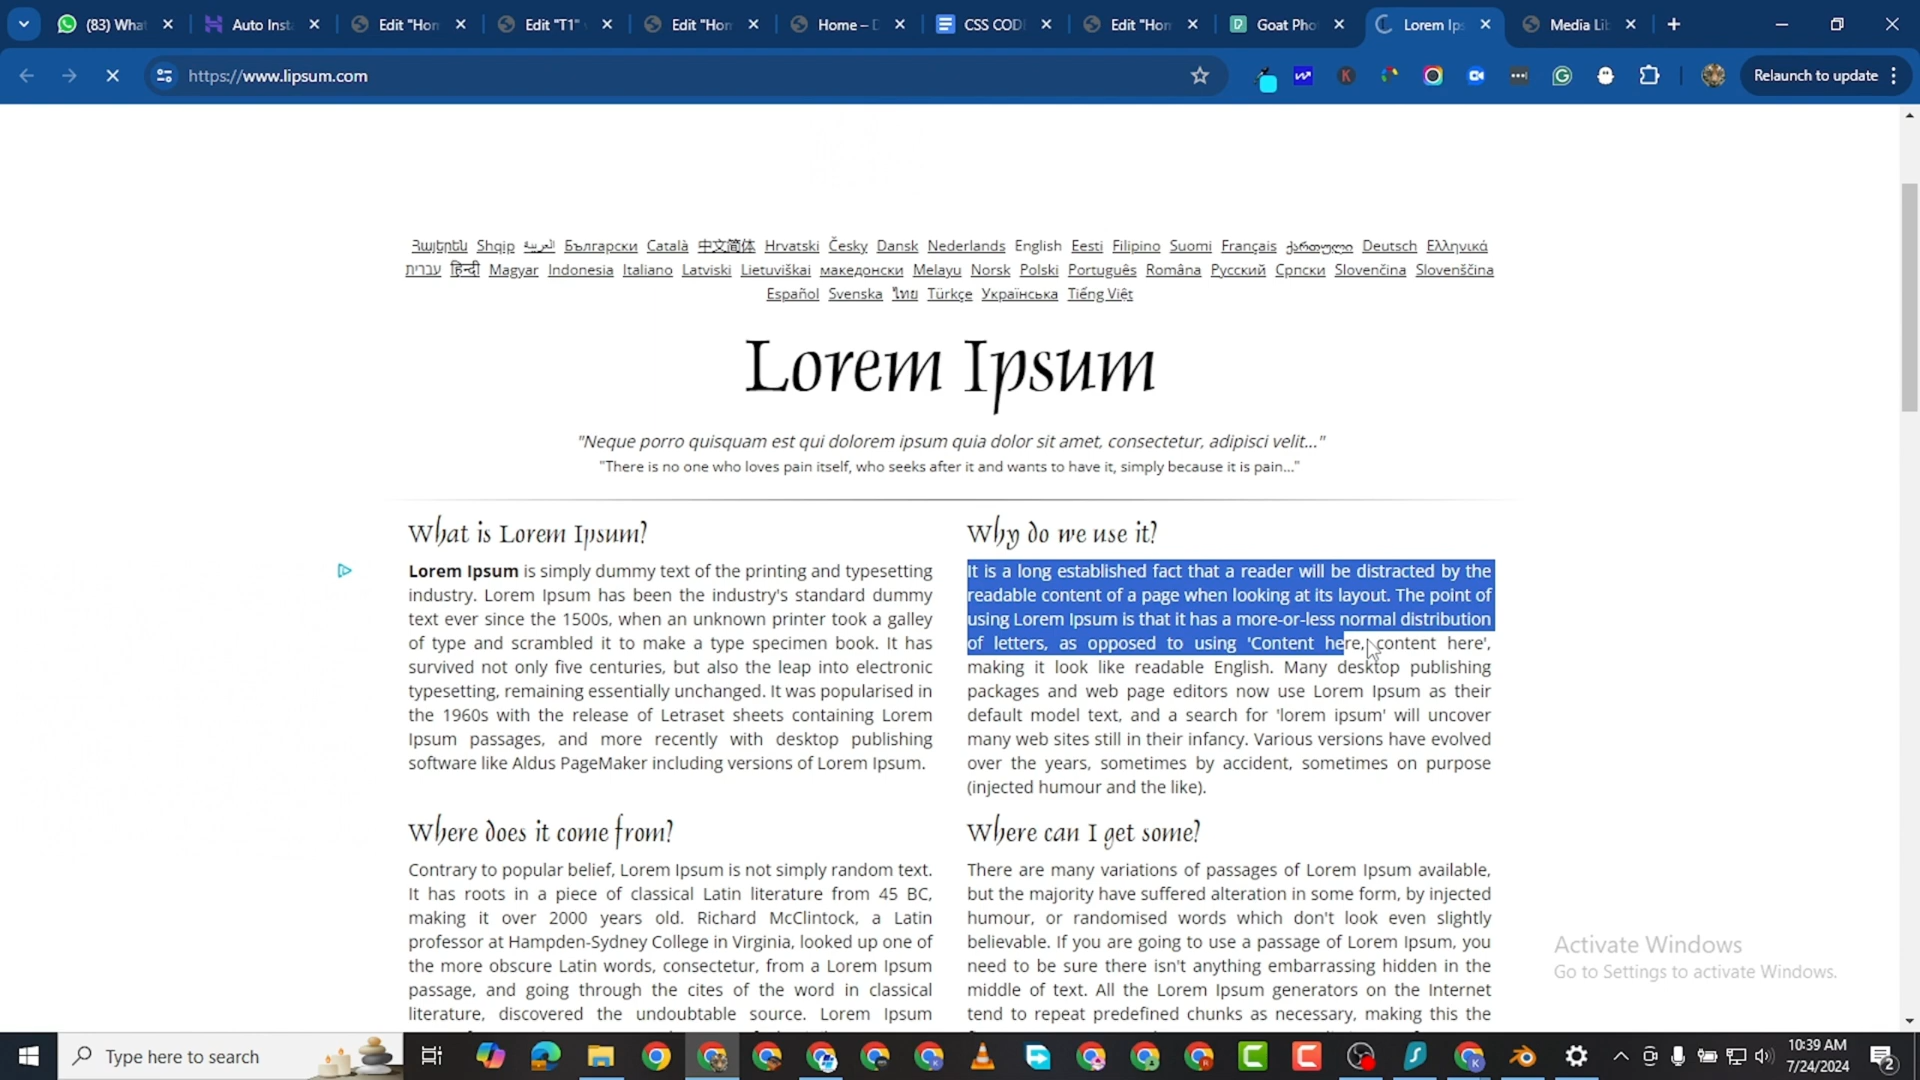 (83) What
Auto Inst
Edit "Hom
Edit "T1"
Edit "Hom
Home – D
CSS CODE
Edit "Hom
Goat Pho
Lorem Ips
Media Lib
https://www.lipsum.com
Relaunch to update
Հայերեն Shqip العربية Български Català 中文简体 Hrvatski Česky Dansk Nederlands English Eesti Filipino Suomi Français ქართული Deutsch Ελληνικά
עברית हिन्दी Magyar Indonesia Italiano Latviski Lietuviškai македонски Melayu Norsk Polski Português Româna Русский Српски Slovenčina Slovenščina
Español Svenska ไทย Türkçe Українська Tiếng Việt
Lorem Ipsum
"Neque porro quisquam est qui dolorem ipsum quia dolor sit amet, consectetur, adipisci velit..."
"There is no one who loves pain itself, who seeks after it and wants to have it, simply because it is pain..."
What is Lorem Ipsum?
Lorem Ipsum is simply dummy text of the printing and typesetting
industry. Lorem Ipsum has been the industry's standard dummy
text ever since the 1500s, when an unknown printer took a galley
of type and scrambled it to make a type specimen book. It has
survived not only five centuries, but also the leap into electronic
typesetting, remaining essentially unchanged. It was popularised in
the 1960s with the release of Letraset sheets containing Lorem
Ipsum passages, and more recently with desktop publishing
software like Aldus PageMaker including versions of Lorem Ipsum.
Why do we use it?
It is a long established fact that a reader will be distracted by the
readable content of a page when looking at its layout. The point of
using Lorem Ipsum is that it has a more-or-less normal distribution
of letters, as opposed to using 'Content here, content here',
making it look like readable English. Many desktop publishing
packages and web page editors now use Lorem Ipsum as their
default model text, and a search for 'lorem ipsum' will uncover
many web sites still in their infancy. Various versions have evolved
over the years, sometimes by accident, sometimes on purpose
(injected humour and the like).
Where does it come from?
Contrary to popular belief, Lorem Ipsum is not simply random text.
It has roots in a piece of classical Latin literature from 45 BC,
making it over 2000 years old. Richard McClintock, a Latin
professor at Hampden-Sydney College in Virginia, looked up one of
the more obscure Latin words, consectetur, from a Lorem Ipsum
passage, and going through the cites of the word in classical
literature, discovered the undoubtable source. Lorem Ipsum
Where can I get some?
There are many variations of passages of Lorem Ipsum available,
but the majority have suffered alteration in some form, by injected
humour, or randomised words which don't look even slightly
believable. If you are going to use a passage of Lorem Ipsum, you
need to be sure there isn't anything embarrassing hidden in the
middle of text. All the Lorem Ipsum generators on the Internet
tend to repeat predefined chunks as necessary, making this the
Activate Windows
Go to Settings to activate Windows.
Type here to search
10:39 AM
7/24/2024
2